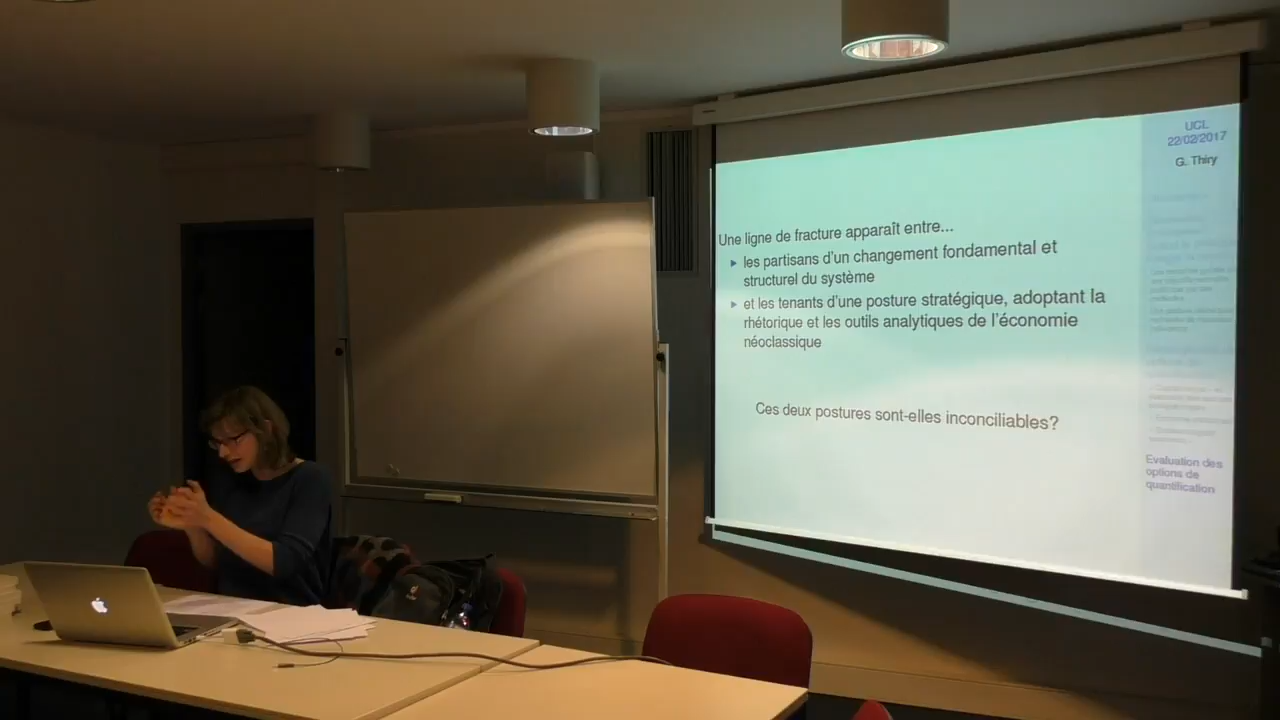 UCL
22/02/2017
G. Thiry
Une ligne de fracture apparaît entre...
les partisans d'un changement fondamental et
structurel du système
et les tenants d'une posture stratégique, adoptant la
rhétorique et les outils analytiques de l'économie
néoclassique
Ces deux postures sont-elles inconciliables?
Evaluation des
options de
quantification